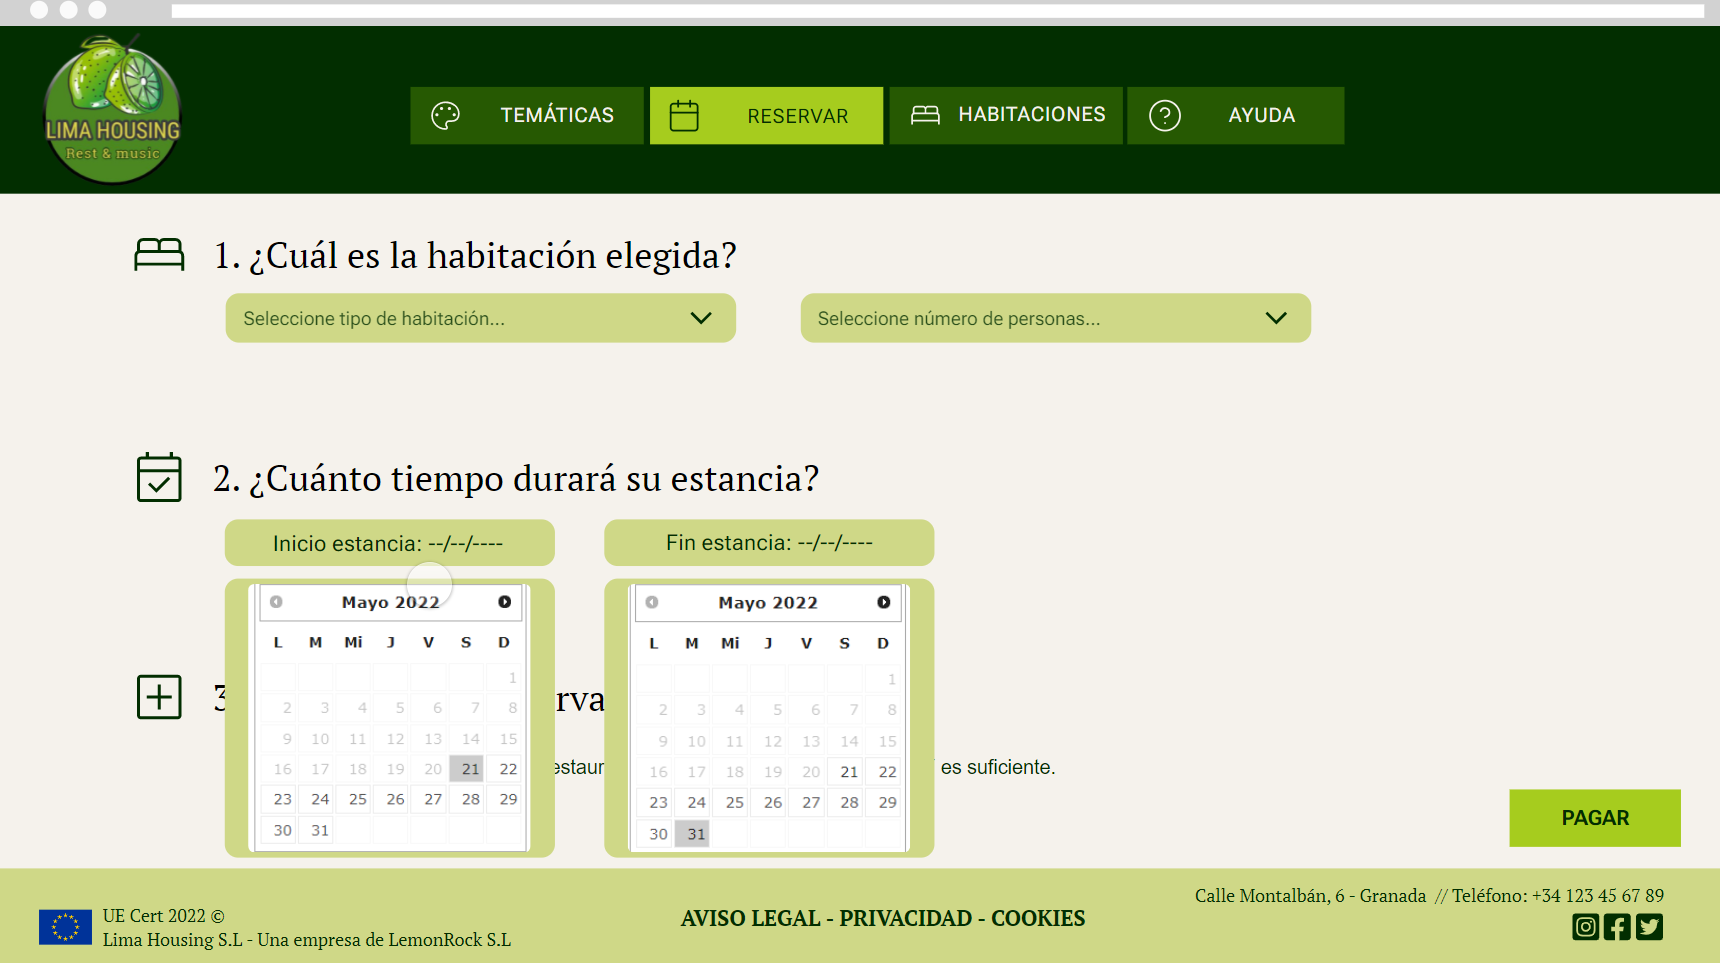 LIMA HOUSING
Rest & music
TEMÁTICAS
RESERVAR
HABITACIONES
AYUDA
1. ¿Cuál es la habitación elegida?
Seleccione tipo de habitación...
Seleccione número de personas...
2. ¿Cuánto tiempo durará su estancia?
Inicio estancia: --/--/----
Fin estancia: --/--/----
Mayo 2022
L M Mi J V S D
1
2 3 4 5 6 7 8
9 10 11 12 13 14 15
16 17 18 19 20 21 22
23 24 25 26 27 28 29
30 31
Mayo 2022
L M Mi J V S D
1
2 3 4 5 6 7 8
9 10 11 12 13 14 15
16 17 18 19 20 21 22
23 24 25 26 27 28 29
30 31
es suficiente.
PAGAR
UE Cert 2022 ©
Lima Housing S.L - Una empresa de LemonRock S.L
AVISO LEGAL - PRIVACIDAD - COOKIES
Calle Montalbán, 6 - Granada // Teléfono: +34 123 45 67 89